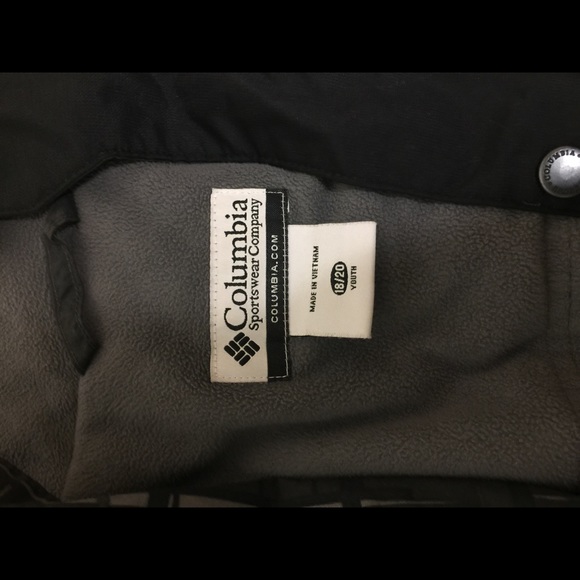 Columbia
Sportswear Company
COLUMBIA.COM
MADE IN VIETNAM
18/20
YOUTH